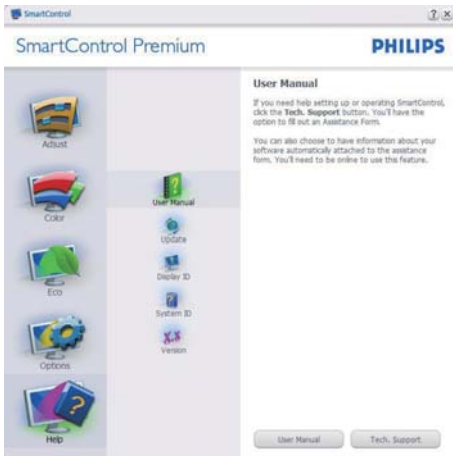 SmartControl
SmartControl Premium
PHILIPS
Adjust
Color
Eco
Options
Help
User Manual
Update
Display ID
System ID
Version
User Manual
If you need help setting up or operating SmartControl,
click the Tech. Support button. You'll have the
option to fill out an Assistance Form.
You can also choose to have information about your
software automatically attached to the assistance
form. You'll need to be online to use this feature.
User Manual
Tech. Support